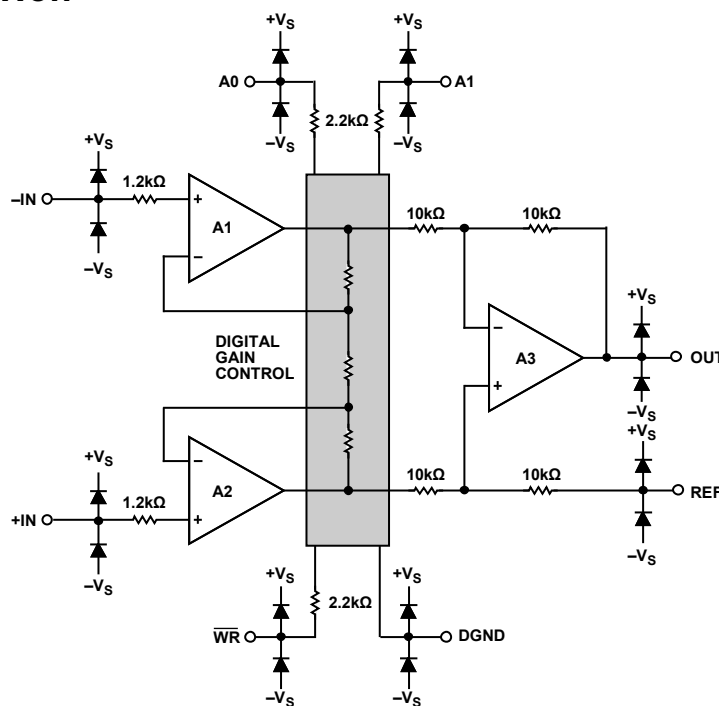 +VS +VS
A0 A1
2.2kΩ
–VS –VS
+VS
1.2kΩ
–IN
A1
+
–
–VS
10kΩ 10kΩ
+VS
–
A3
+
OUT
–VS
DIGITAL
GAIN
CONTROL
+VS
–
A2
+
1.2kΩ
+IN
–VS
10kΩ 10kΩ
+VS
REF
–VS
+VS +VS
2.2kΩ
WR DGND
–VS –VS